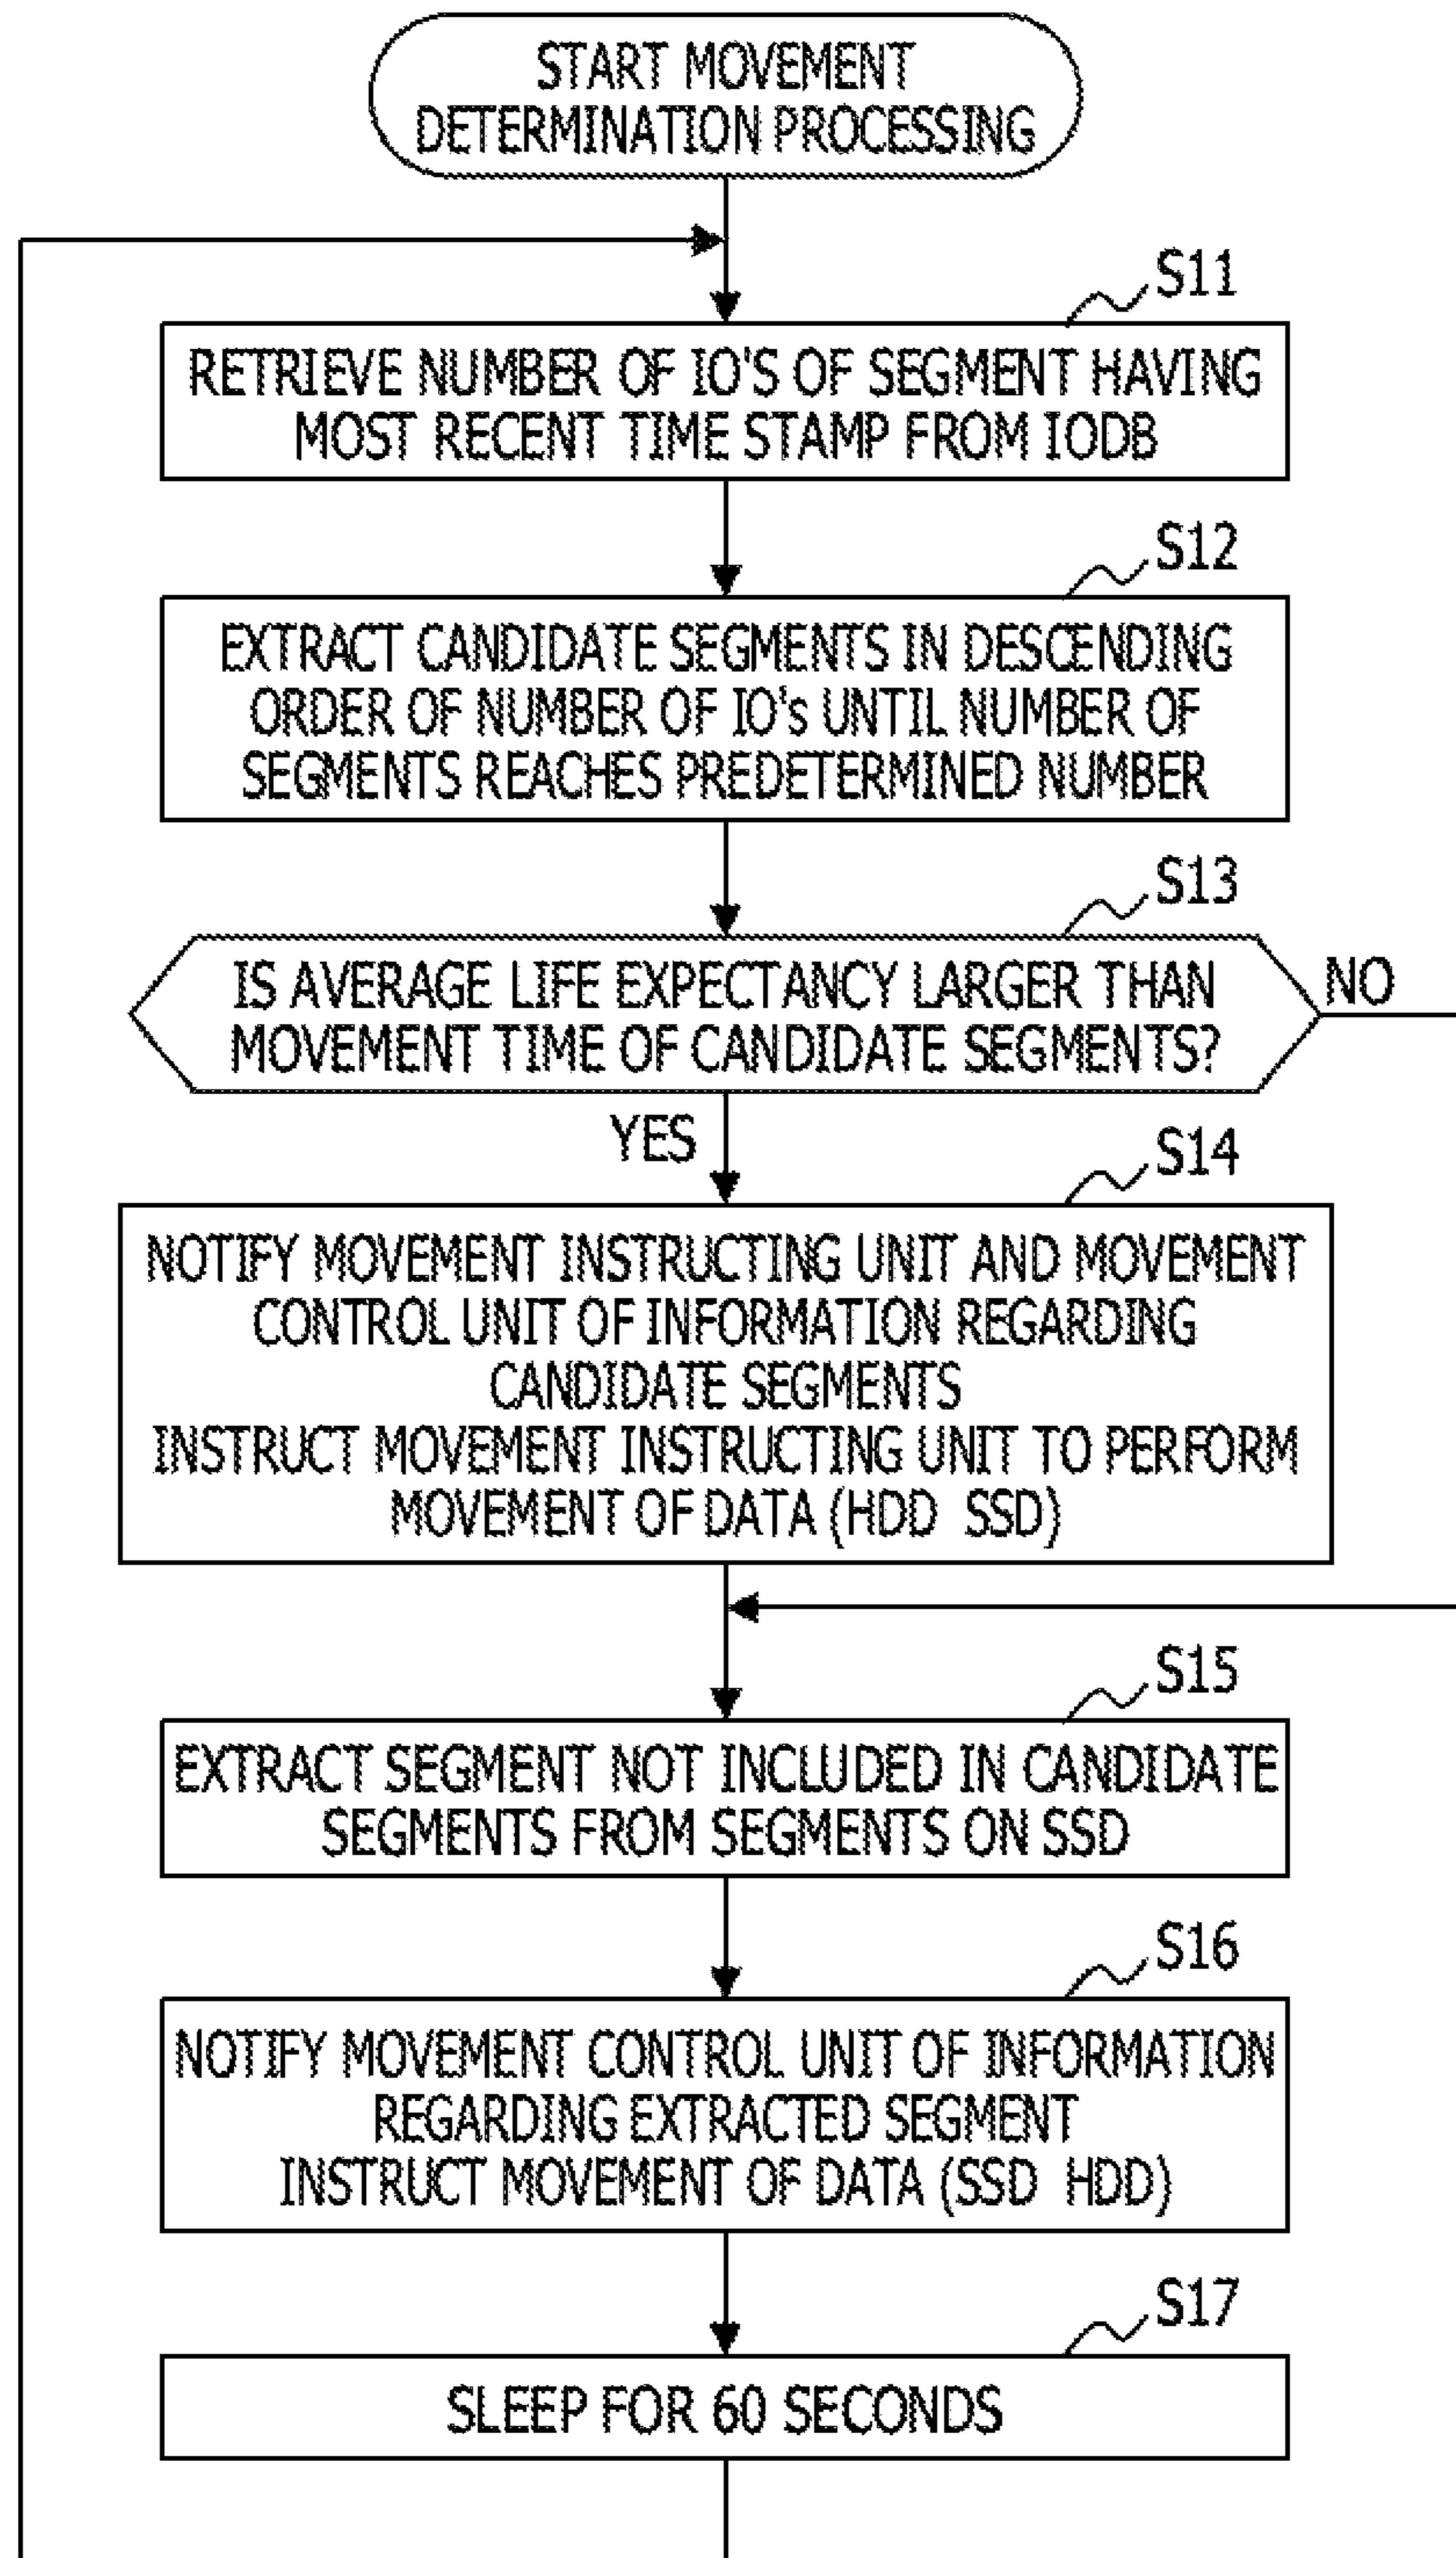 START MOVEMENT
DETERMINATION PROCESSING
S11
RETRIEVE NUMBER OF IO'S OF SEGMENT HAVING
MOST RECENT TIME STAMP FROM IODB
S12
EXTRACT CANDIDATE SEGMENTS IN DESCENDING
ORDER OF NUMBER OF IO's UNTIL NUMBER OF
SEGMENTS REACHES PREDETERMINED NUMBER
S13
IS AVERAGE LIFE EXPECTANCY LARGER THAN
MOVEMENT TIME OF CANDIDATE SEGMENTS?
NO
YES
S14
NOTIFY MOVEMENT INSTRUCTING UNIT AND MOVEMENT
CONTROL UNIT OF INFORMATION REGARDING
CANDIDATE SEGMENTS
INSTRUCT MOVEMENT INSTRUCTING UNIT TO PERFORM
MOVEMENT OF DATA (HDD SSD)
S15
EXTRACT SEGMENT NOT INCLUDED IN CANDIDATE
SEGMENTS FROM SEGMENTS ON SSD
S16
NOTIFY MOVEMENT CONTROL UNIT OF INFORMATION
REGARDING EXTRACTED SEGMENT
INSTRUCT MOVEMENT OF DATA (SSD HDD)
S17
SLEEP FOR 60 SECONDS